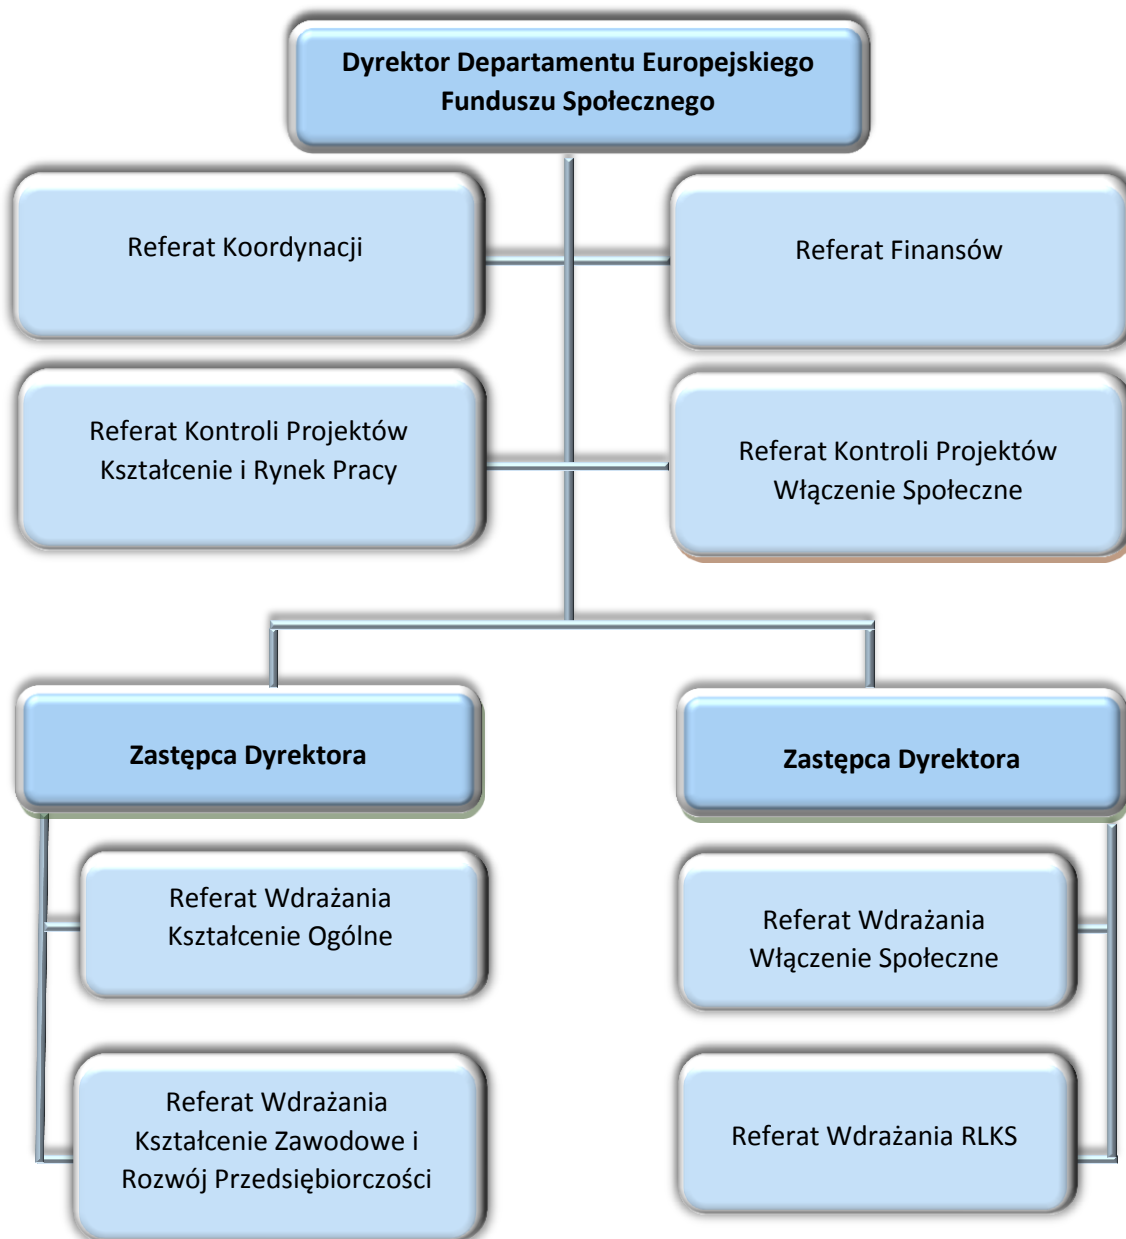 Dyrektor Departamentu Europejskiego
Funduszu Społecznego
Referat Koordynacji
Referat Finansów
Referat Kontroli Projektów
Kształcenie i Rynek Pracy
Referat Kontroli Projektów
Włączenie Społeczne
Zastępca Dyrektora
Zastępca Dyrektora
Referat Wdrażania
Kształcenie Ogólne
Referat Wdrażania
Włączenie Społeczne
Referat Wdrażania
Kształcenie Zawodowe i
Rozwój Przedsiębiorczości
Referat Wdrażania RLKS